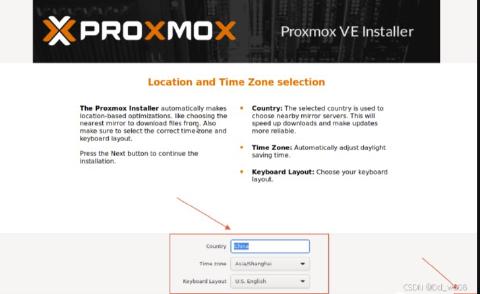 PROXMOX
Proxmox VE Installer
Location and Time Zone selection
The Proxmox Installer automatically makes
location-based optimizations, like choosing the
nearest mirror to download files from. Also
make sure to select the correct time zone and
keyboard layout.
Press the Next button to continue the
installation.
Country: The selected country is used to
choose nearby mirror servers. This will
speed up downloads and make updates
more reliable.
Time Zone: Automatically adjust daylight
saving time.
Keyboard Layout: Choose your keyboard
layout.
Country China
Time zone Asia/Shanghai
Keyboard Layout U.S. English
CSDN